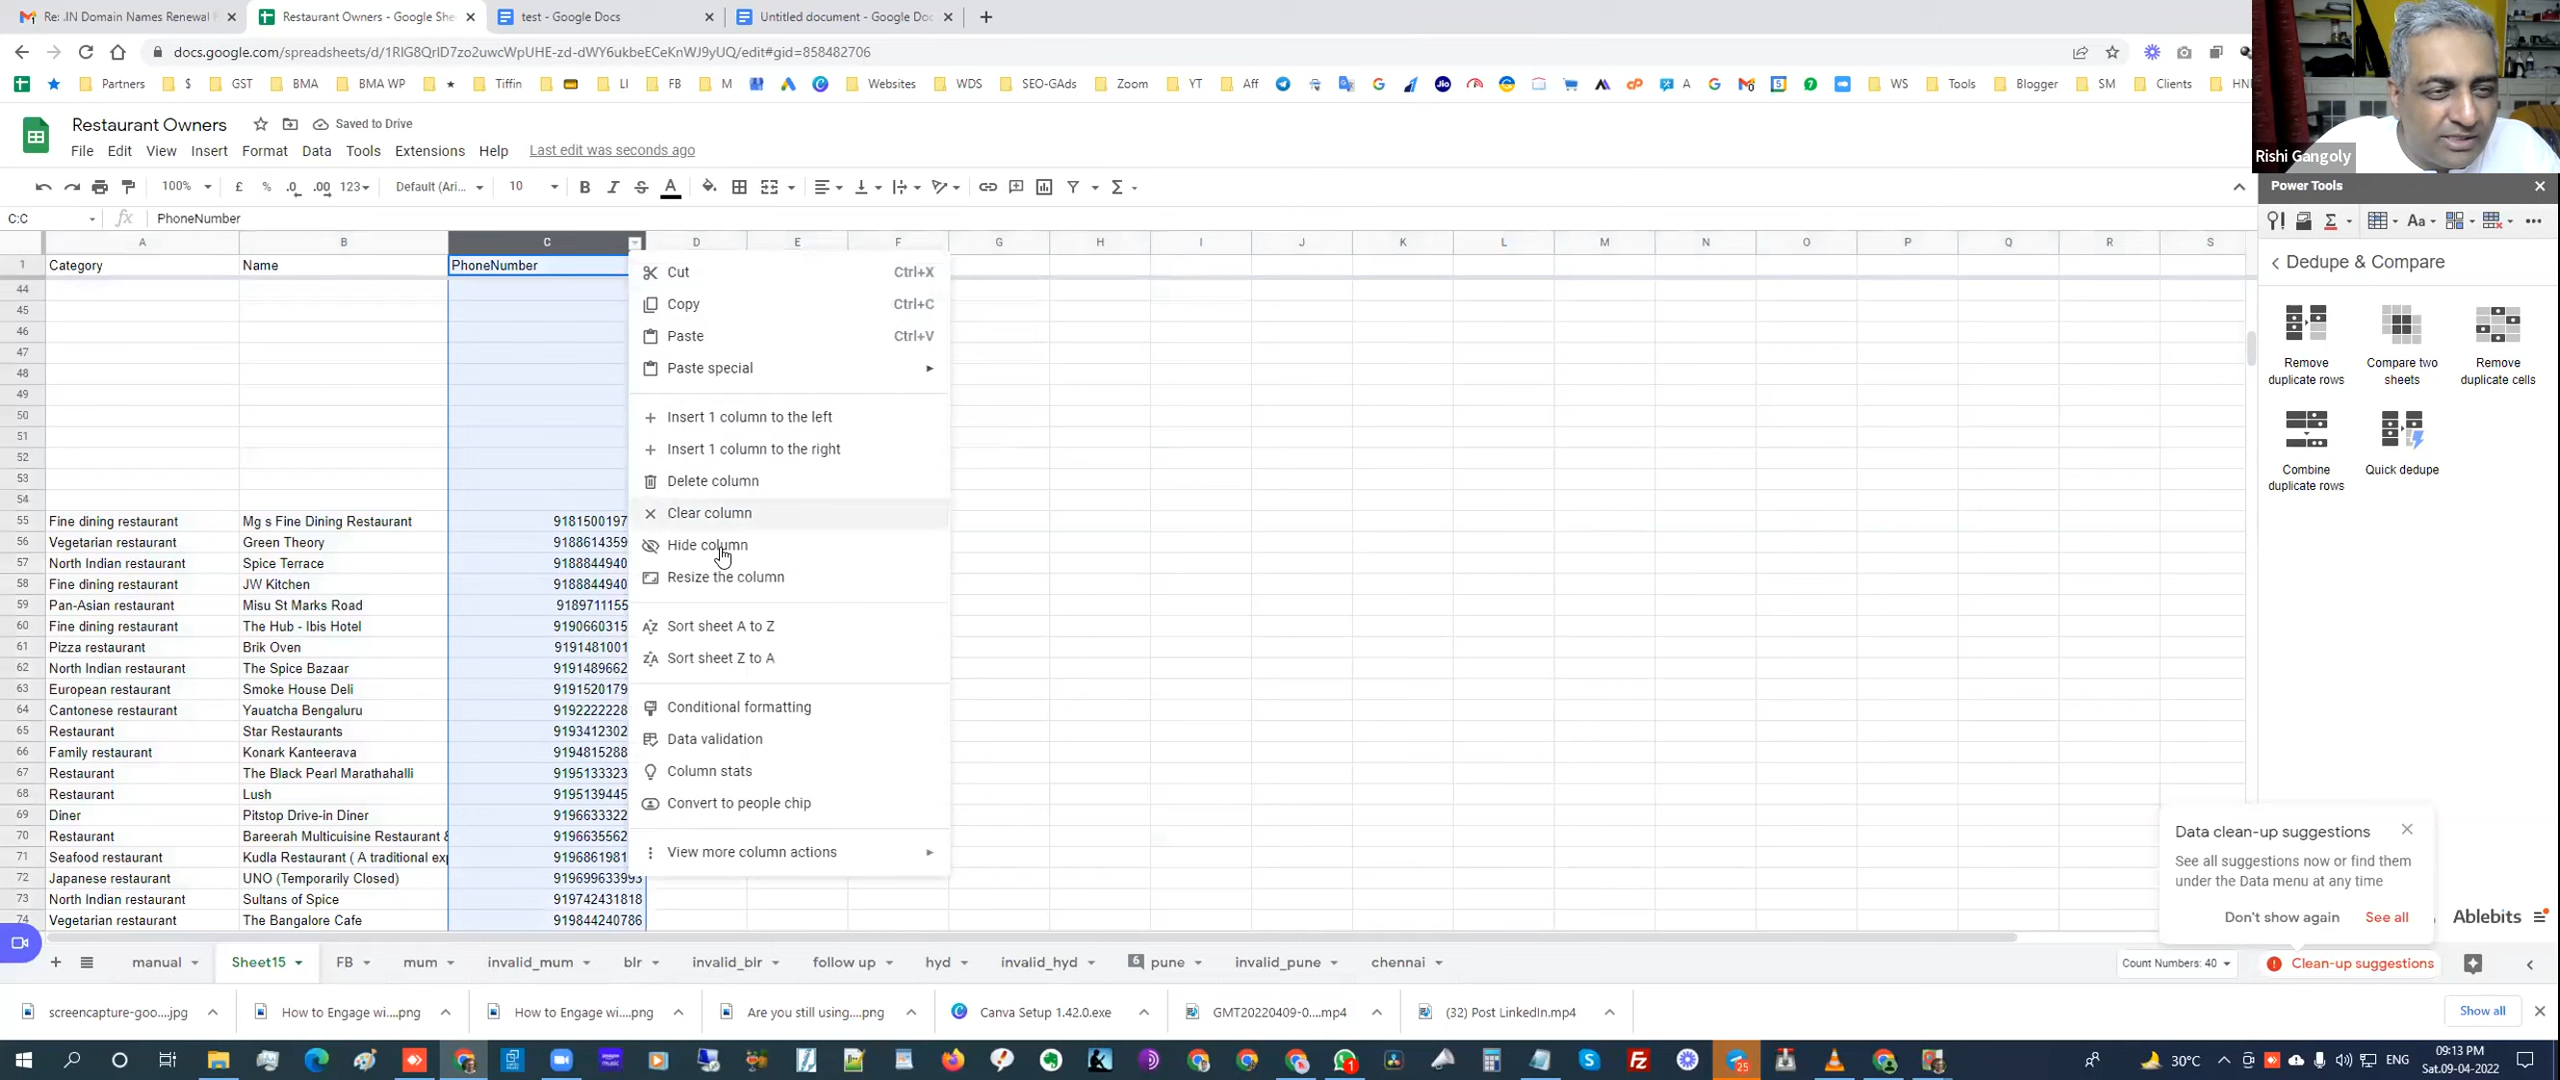 Re: .IN Domain Names Renewal
Restaurant Owners - Google She
test - Google Docs
Untitled document - Google Doc
docs.google.com/spreadsheets/d/1RIG8QrID7zo2uwcWpUHE-zd-dWY6ukbeECeKnWJ9yUQ/edit#gid=858482706
Partners $ GST BMA BMA WP ★ Tiffin LI FB M Websites WDS SEO-GAds Zoom YT Aff A WS Tools Blogger SM Clients HNI
Restaurant Owners
Saved to Drive
File Edit View Insert Format Data Tools Extensions Help Last edit was seconds ago
100% £ % .0 .00 123 Default (Ari... 10 B I S A
C:C fx PhoneNumber
A B C D E F G H I J K L M N O P Q R S
1 Category Name PhoneNumber
44
45
46
47
48
49
50
51
52
53
54
55 Fine dining restaurant Mg s Fine Dining Restaurant 9181500197
56 Vegetarian restaurant Green Theory 9188614359
57 North Indian restaurant Spice Terrace 9188844940
58 Fine dining restaurant JW Kitchen 9188844940
59 Pan-Asian restaurant Misu St Marks Road 918971155
60 Fine dining restaurant The Hub - Ibis Hotel 9190660315
61 Pizza restaurant Brik Oven 9191481001
62 North Indian restaurant The Spice Bazaar 9191489662
63 European restaurant Smoke House Deli 9191520179
64 Cantonese restaurant Yauatcha Bengaluru 9192222228
65 Restaurant Star Restaurants 9193412302
66 Family restaurant Konark Kanteerava 9194815288
67 Restaurant The Black Pearl Marathahalli 9195133323
68 Restaurant Lush 9195139445
69 Diner Pitstop Drive-in Diner 9196633322
70 Restaurant Bareerah Multicuisine Restaurant & 9196635562
71 Seafood restaurant Kudla Restaurant ( A traditional exp 9196861981
72 Japanese restaurant UNO (Temporarily Closed) 919699633993
73 North Indian restaurant Sultans of Spice 919742431818
74 Vegetarian restaurant The Bangalore Cafe 919844240786
Cut Ctrl+X
Copy Ctrl+C
Paste Ctrl+V
Paste special
Insert 1 column to the left
Insert 1 column to the right
Delete column
Clear column
Hide column
Resize the column
Sort sheet A to Z
Sort sheet Z to A
Conditional formatting
Data validation
Column stats
Convert to people chip
View more column actions
Rishi Gangoly
Power Tools
Dedupe & Compare
Remove duplicate rows
Compare two sheets
Remove duplicate cells
Combine duplicate rows
Quick dedupe
Data clean-up suggestions
See all suggestions now or find them
under the Data menu at any time
Don't show again See all
Ablebits
manual Sheet15 FB mum invalid_mum blr invalid_blr follow up hyd invalid_hyd 6 pune invalid_pune chennai
Count Numbers: 40
Clean-up suggestions
screencapture-goo....jpg
How to Engage wi....png
How to Engage wi....png
Are you still using....png
Canva Setup 1.42.0.exe
GMT20220409-0....mp4
(32) Post LinkedIn.mp4
Show all
25
30°C
ENG
09:13 PM
Sat.09-04-2022